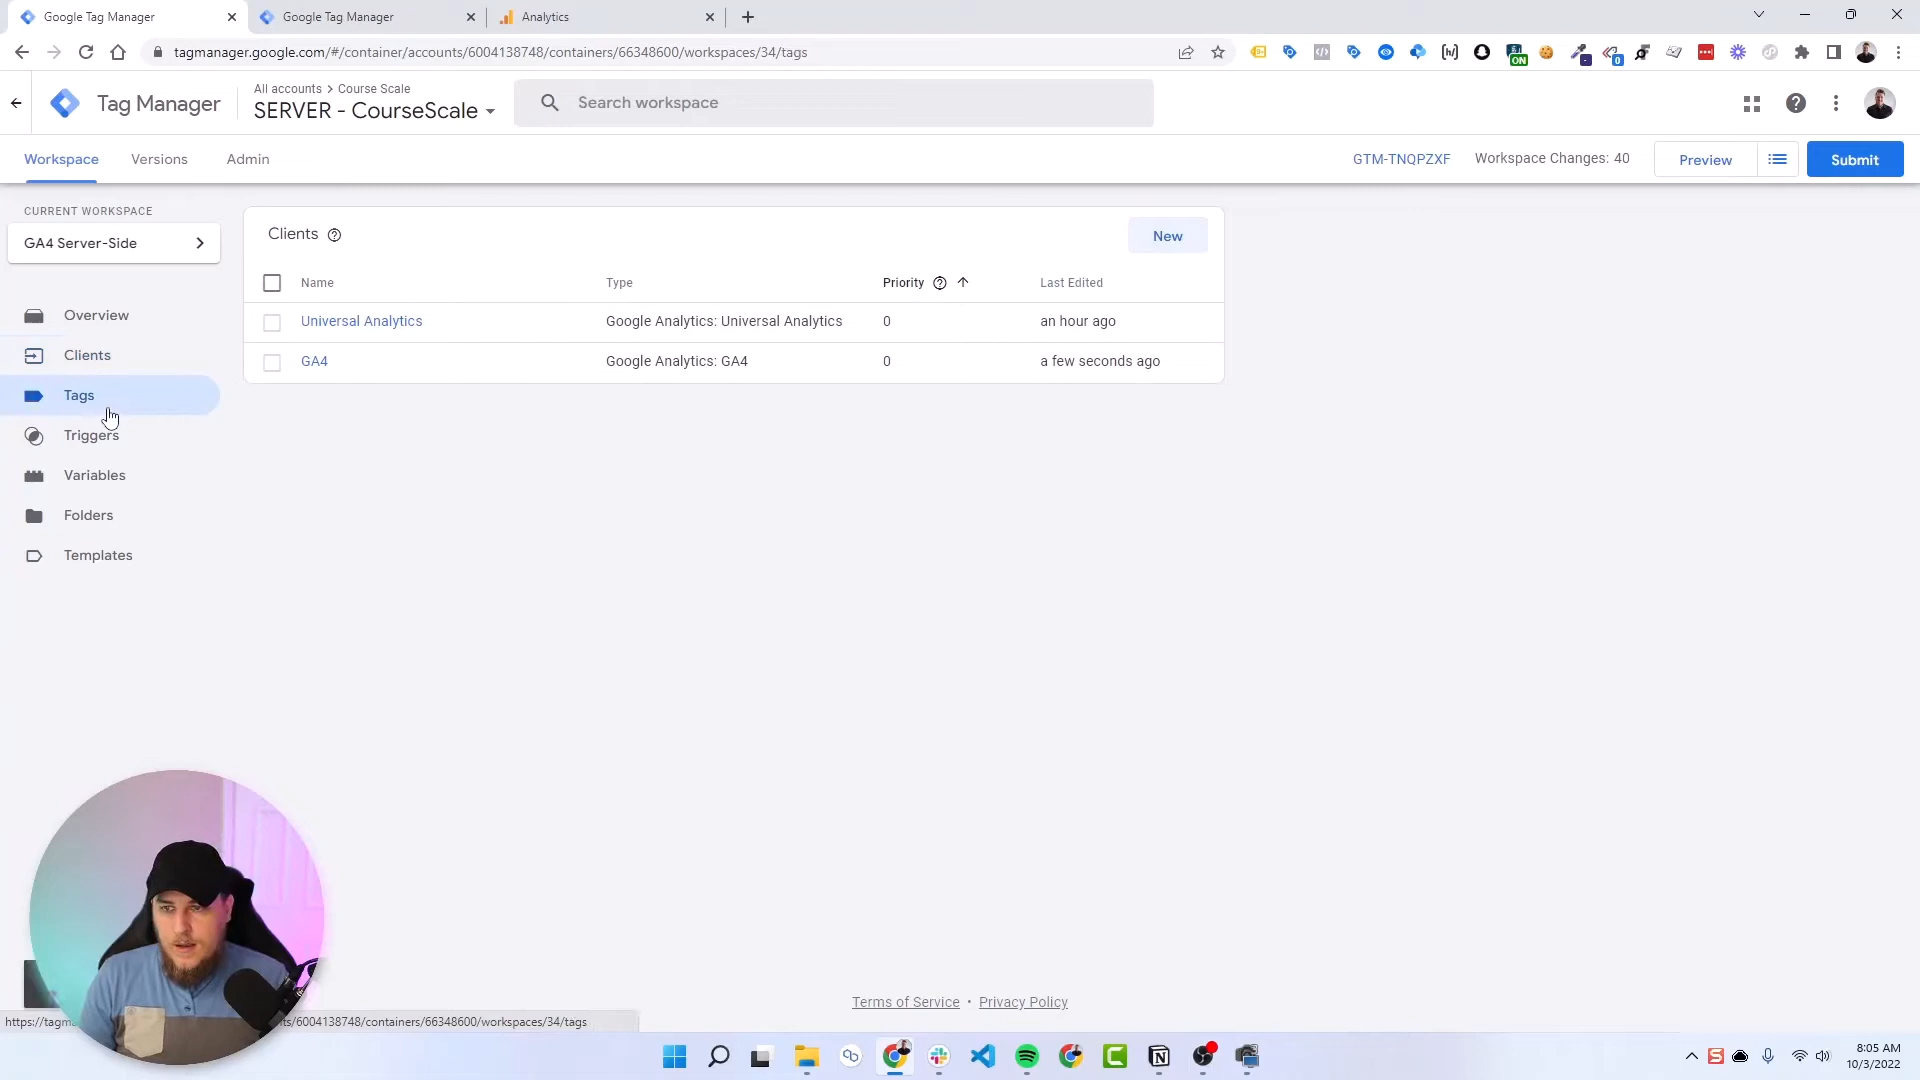 Google Tag Manager
Google Tag Manager
Analytics
tagmanager.google.com/#/container/accounts/6004138748/containers/66348600/workspaces/34/tags
ON
0
Tag Manager
All accounts > Course Scale
SERVER - CourseScale
Search workspace
Workspace
Versions
Admin
GTM-TNQPZXF
Workspace Changes: 40
Preview
Submit
CURRENT WORKSPACE
GA4 Server-Side
Overview
Clients
Tags
Triggers
Variables
Folders
Templates
Clients
New
Name Type Priority Last Edited
Universal Analytics Google Analytics: Universal Analytics 0 an hour ago
GA4 Google Analytics: GA4 0 a few seconds ago
Terms of Service • Privacy Policy
https://tagm
ts/6004138748/containers/66348600/workspaces/34/tags
8:05 AM
10/3/2022